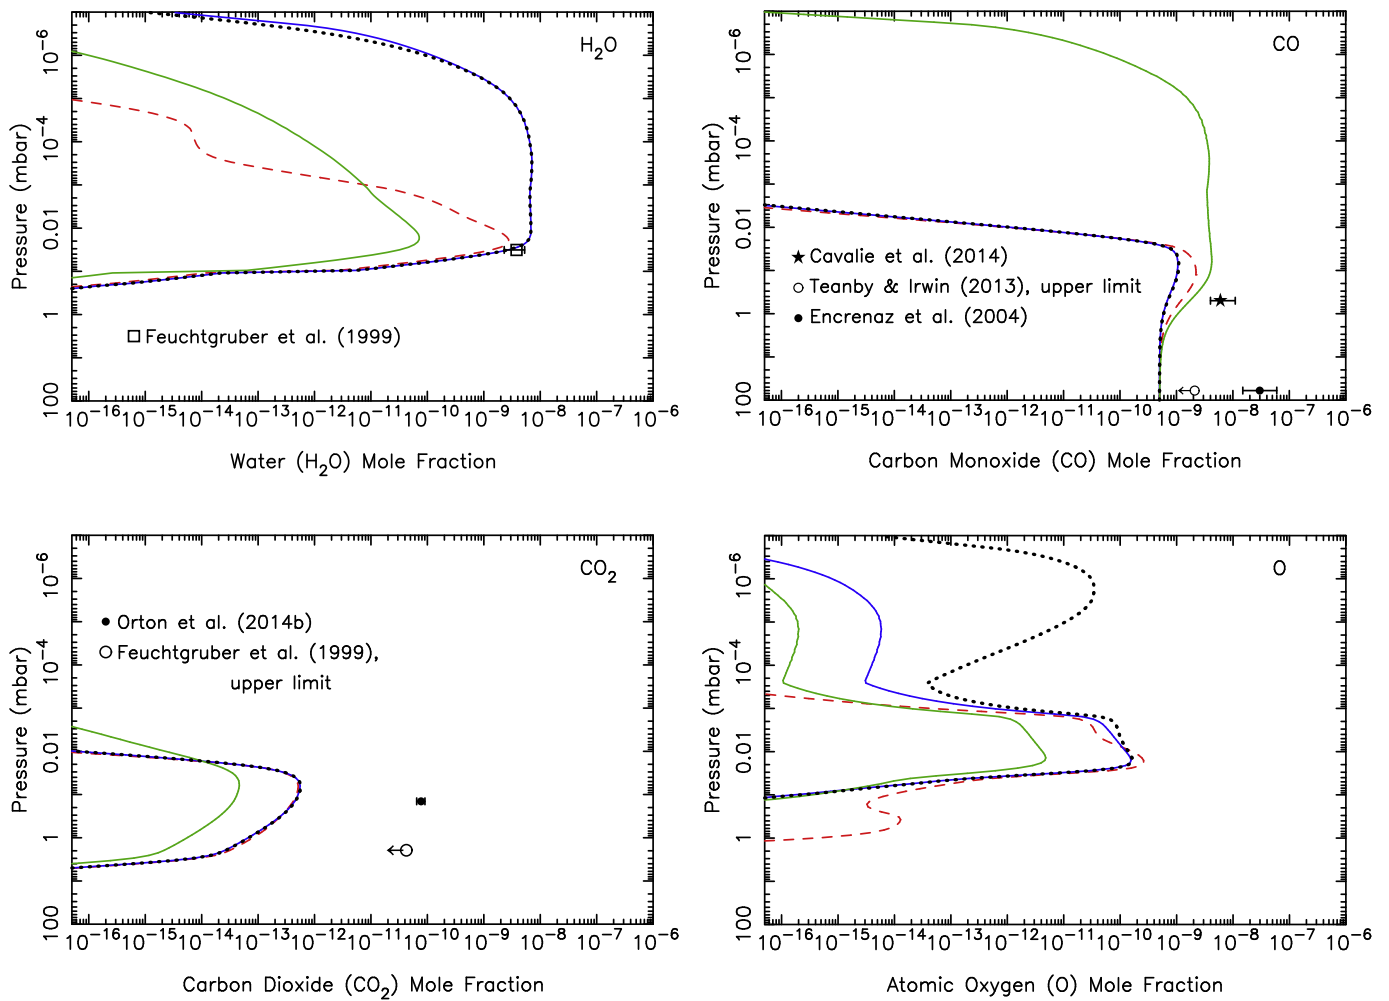 H₂O
Pressure (mbar)
10⁻⁶
10⁻⁴
0.01
1
100
□ Feuchtgruber et al. (1999)
10⁻¹⁶ 10⁻¹⁵ 10⁻¹⁴ 10⁻¹³ 10⁻¹² 10⁻¹¹ 10⁻¹⁰ 10⁻⁹ 10⁻⁸ 10⁻⁷ 10⁻⁶
Water (H₂O) Mole Fraction
CO
Pressure (mbar)
10⁻⁶
10⁻⁴
0.01
1
100
★ Cavalie et al. (2014)
○ Teanby & Irwin (2013), upper limit
● Encrenaz et al. (2004)
10⁻¹⁶ 10⁻¹⁵ 10⁻¹⁴ 10⁻¹³ 10⁻¹² 10⁻¹¹ 10⁻¹⁰ 10⁻⁹ 10⁻⁸ 10⁻⁷ 10⁻⁶
Carbon Monoxide (CO) Mole Fraction
CO₂
Pressure (mbar)
10⁻⁶
10⁻⁴
0.01
1
100
● Orton et al. (2014b)
○ Feuchtgruber et al. (1999),
upper limit
10⁻¹⁶ 10⁻¹⁵ 10⁻¹⁴ 10⁻¹³ 10⁻¹² 10⁻¹¹ 10⁻¹⁰ 10⁻⁹ 10⁻⁸ 10⁻⁷ 10⁻⁶
Carbon Dioxide (CO₂) Mole Fraction
O
Pressure (mbar)
10⁻⁶
10⁻⁴
0.01
1
100
10⁻¹⁶ 10⁻¹⁵ 10⁻¹⁴ 10⁻¹³ 10⁻¹² 10⁻¹¹ 10⁻¹⁰ 10⁻⁹ 10⁻⁸ 10⁻⁷ 10⁻⁶
Atomic Oxygen (O) Mole Fraction